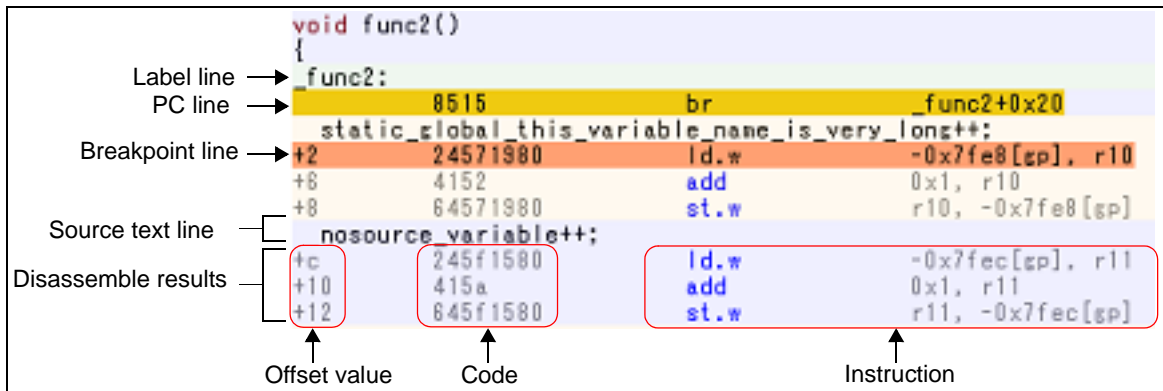 void func2()
{
Label line _func2:
PC line 8515 br _func2+0x20
static_global_this_variable_name_is_very_long++;
Breakpoint line +2 24571980 ld.w -0x7fe8[gp], r10
+6 4152 add 0x1, r10
+8 64571980 st.w r10, -0x7fe8[gp]
Source text line nosource_variable++;
Disassemble results
+c 245f1580 ld.w -0x7fec[gp], r11
+10 415a add 0x1, r11
+12 645f1580 st.w r11, -0x7fec[gp]
Offset value Code Instruction